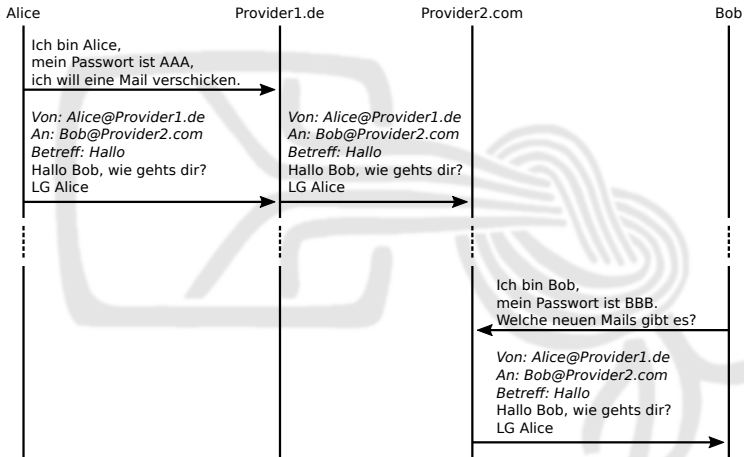 Alice
Provider1.de
Provider2.com
Bob
Ich bin Alice,
mein Passwort ist AAA,
ich will eine Mail verschicken.
Von: Alice@Provider1.de
An: Bob@Provider2.com
Betreff: Hallo
Hallo Bob, wie gehts dir?
LG Alice
Von: Alice@Provider1.de
An: Bob@Provider2.com
Betreff: Hallo
Hallo Bob, wie gehts dir?
LG Alice
Ich bin Bob,
mein Passwort ist BBB.
Welche neuen Mails gibt es?
Von: Alice@Provider1.de
An: Bob@Provider2.com
Betreff: Hallo
Hallo Bob, wie gehts dir?
LG Alice